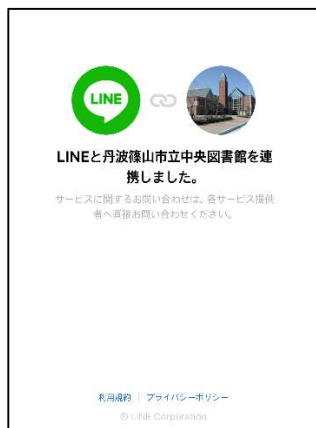 LINE
LINEと丹波篠山市立中央図書館を連
携しました。
サービスに関するお問い合わせは、各サービス提供
者へ直接お問い合わせください。
利用規約 | プライバシーポリシー
© LINE Corporation